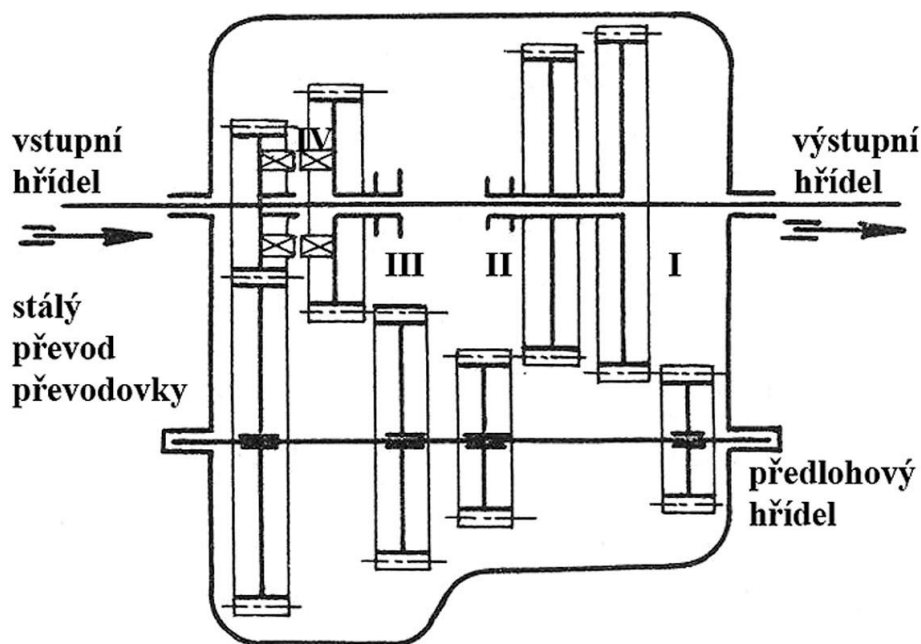 IV
vstupní
hřídel
výstupní
hřídel
III
II
I
stálý
převod
převodovky
předlohový
hřídel